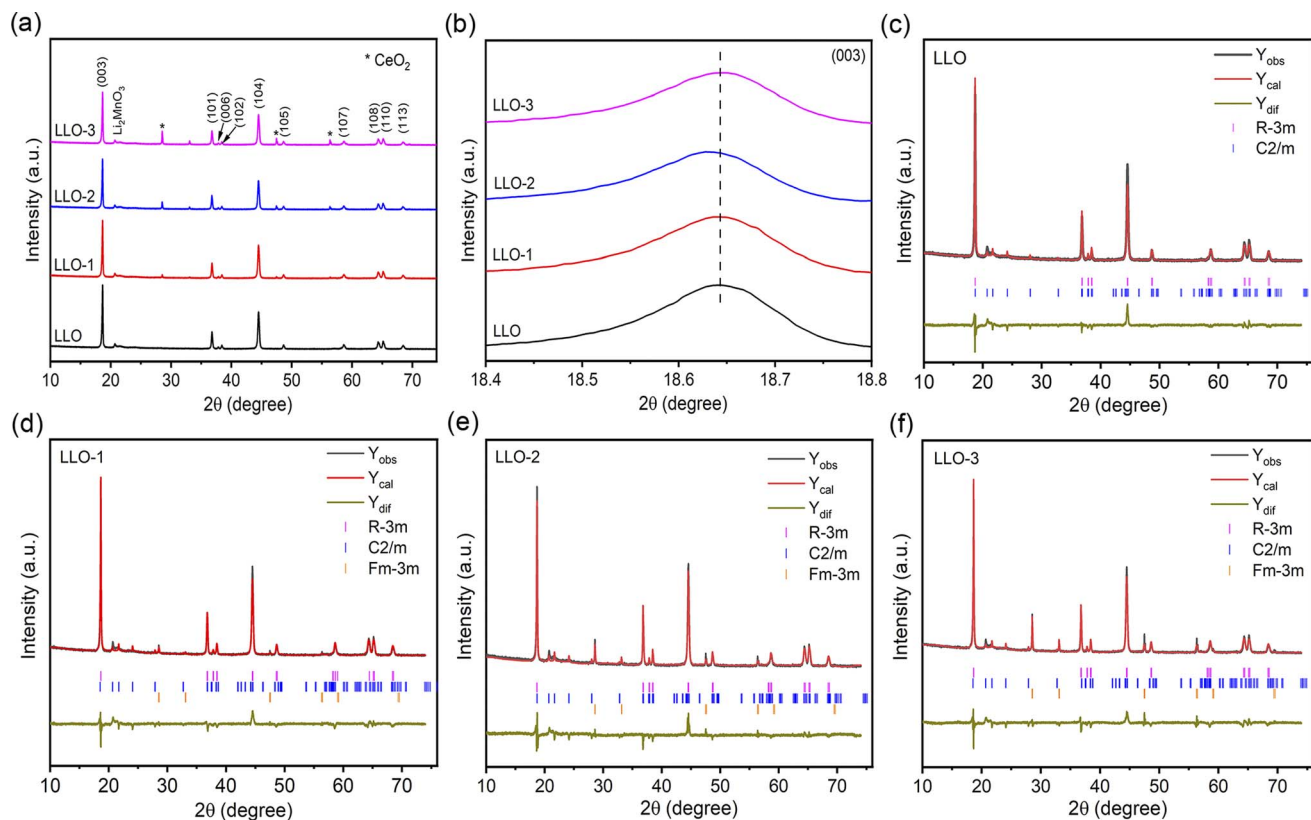 (a)
* CeO2
(003)
Li2MnO3
*
(101)
(006)
(102)
(104)
*
(105)
*
(107)
(108)
(110)
(113)
LLO-3
LLO-2
LLO-1
LLO
Intensity (a.u.)
10 20 30 40 50 60 70
2θ (degree)
(b)
(003)
LLO-3
LLO-2
LLO-1
LLO
Intensity (a.u.)
18.4 18.5 18.6 18.7 18.8
2θ (degree)
(c)
LLO
Yobs
Ycal
Ydif
R-3m
C2/m
Intensity (a.u.)
10 20 30 40 50 60 70
2θ (degree)
(d)
LLO-1
Yobs
Ycal
Ydif
R-3m
C2/m
Fm-3m
Intensity (a.u.)
10 20 30 40 50 60 70
2θ (degree)
(e)
LLO-2
Yobs
Ycal
Ydif
R-3m
C2/m
Fm-3m
Intensity (a.u.)
10 20 30 40 50 60 70
2θ (degree)
(f)
LLO-3
Yobs
Ycal
Ydif
R-3m
C2/m
Fm-3m
Intensity (a.u.)
10 20 30 40 50 60 70
2θ (degree)